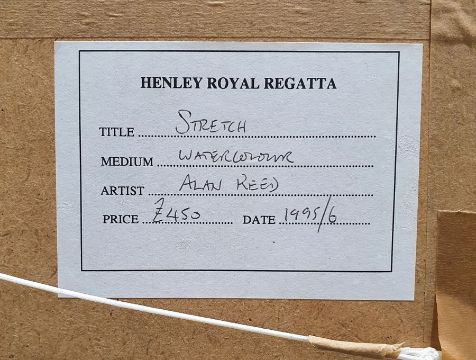 HENLEY ROYAL REGATTA
TITLE STRETCH
MEDIUM WATERCOLOUR
ARTIST ALAN REED
PRICE £450 DATE 1995/6